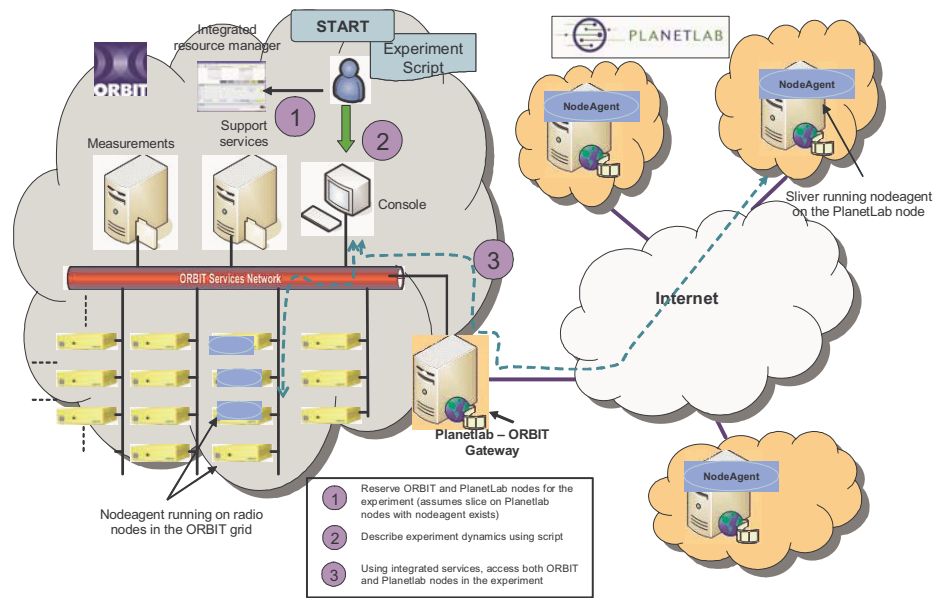 START
Experiment
Script
Integrated
resource manager
ORBIT
1
2
Measurements
Support
services
Console
3
ORBIT Services Network
Planetlab – ORBIT
Gateway
Nodeagent running on radio
nodes in the ORBIT grid
PLANETLAB
NodeAgent
NodeAgent
Sliver running nodeagent
on the PlanetLab node
Internet
NodeAgent
1
Reserve ORBIT and PlanetLab nodes for the
experiment (assumes slice on Planetlab
nodes with nodeagent exists)
2
Describe experiment dynamics using script
3
Using integrated services, access both ORBIT
and Planetlab nodes in the experiment